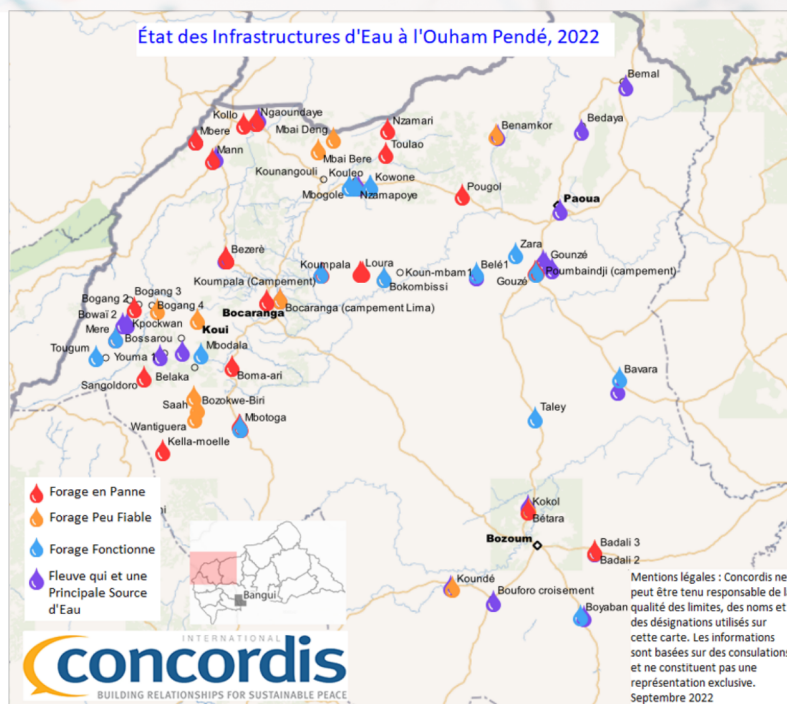 État des Infrastructures d'Eau à l'Ouham Pendé, 2022
Bemal
Kollo
Ngaoundaye
Mbere
Mbai Deng
Nzamari
Benamkor
Bedaya
Mann
Mbai Bere
Toulao
Kounangouli
Kouleo
Kowone
Mbogole
Nzamapoye
Pougol
Paoua
Bezerè
Koumpala
Loura
Koun-mbam1
Belé1
Zara
Gounzé
Koumpala (Campement)
Bokombissi
Gouzé
Poumbaindji (campement)
Bogang 3
Bogang 2
Bogang 4
Bocaranga
Bocaranga (campement Lima)
Bowaï 2
Kpockwan
Koui
Mere
Bossarou
Tougum
Youma 1
Mbodala
Belaka
Boma-ari
Sangoldoro
Bavara
Saah
Bozokwe-Biri
Wantiguera
Mbotoga
Taley
Kella-moelle
Kokol
Bétara
Bozoum
Badali 3
Badali 2
Koundé
Bouforo croisement
Boyaban
Forage en Panne
Forage Peu Fiable
Forage Fonctionne
Fleuve qui et une
Principale Source
d'Eau
Bangui
Mentions légales : Concordis ne
peut être tenu responsable de l
qualité des limites, des noms et
des désignations utilisés sur
cette carte. Les informations
sont basées sur des consulations
et ne constituent pas une
représentation exclusive.
Septembre 2022
INTERNATIONAL
concordis
BUILDING RELATIONSHIPS FOR SUSTAINABLE PEACE